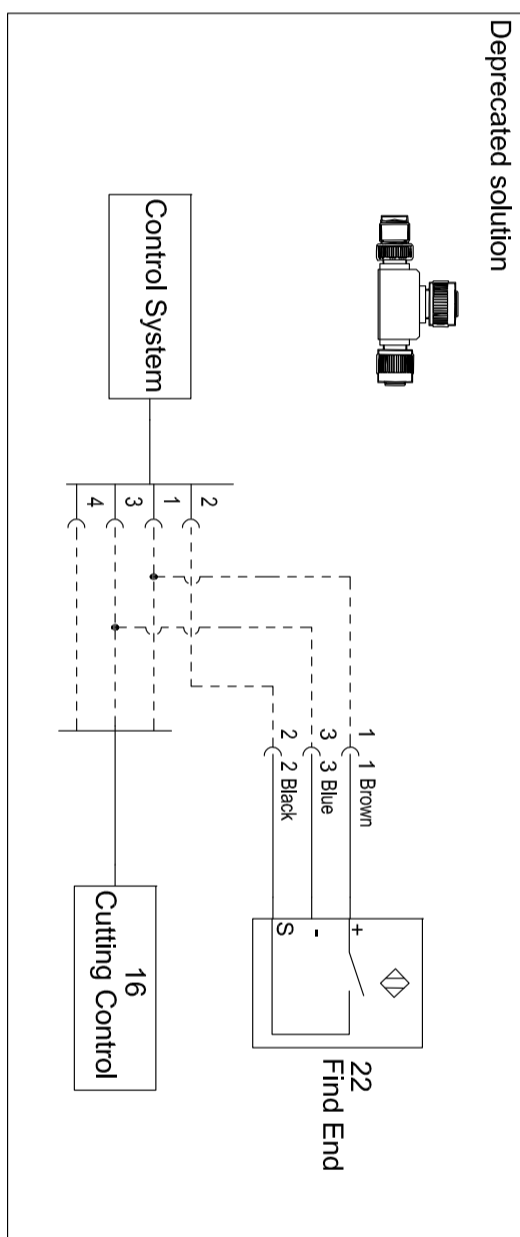 Deprecated solution
Control System
2
1
3
4
1
1 Brown
3
3 Blue
2
2 Black
+
-
S
22
Find End
16
Cutting Control